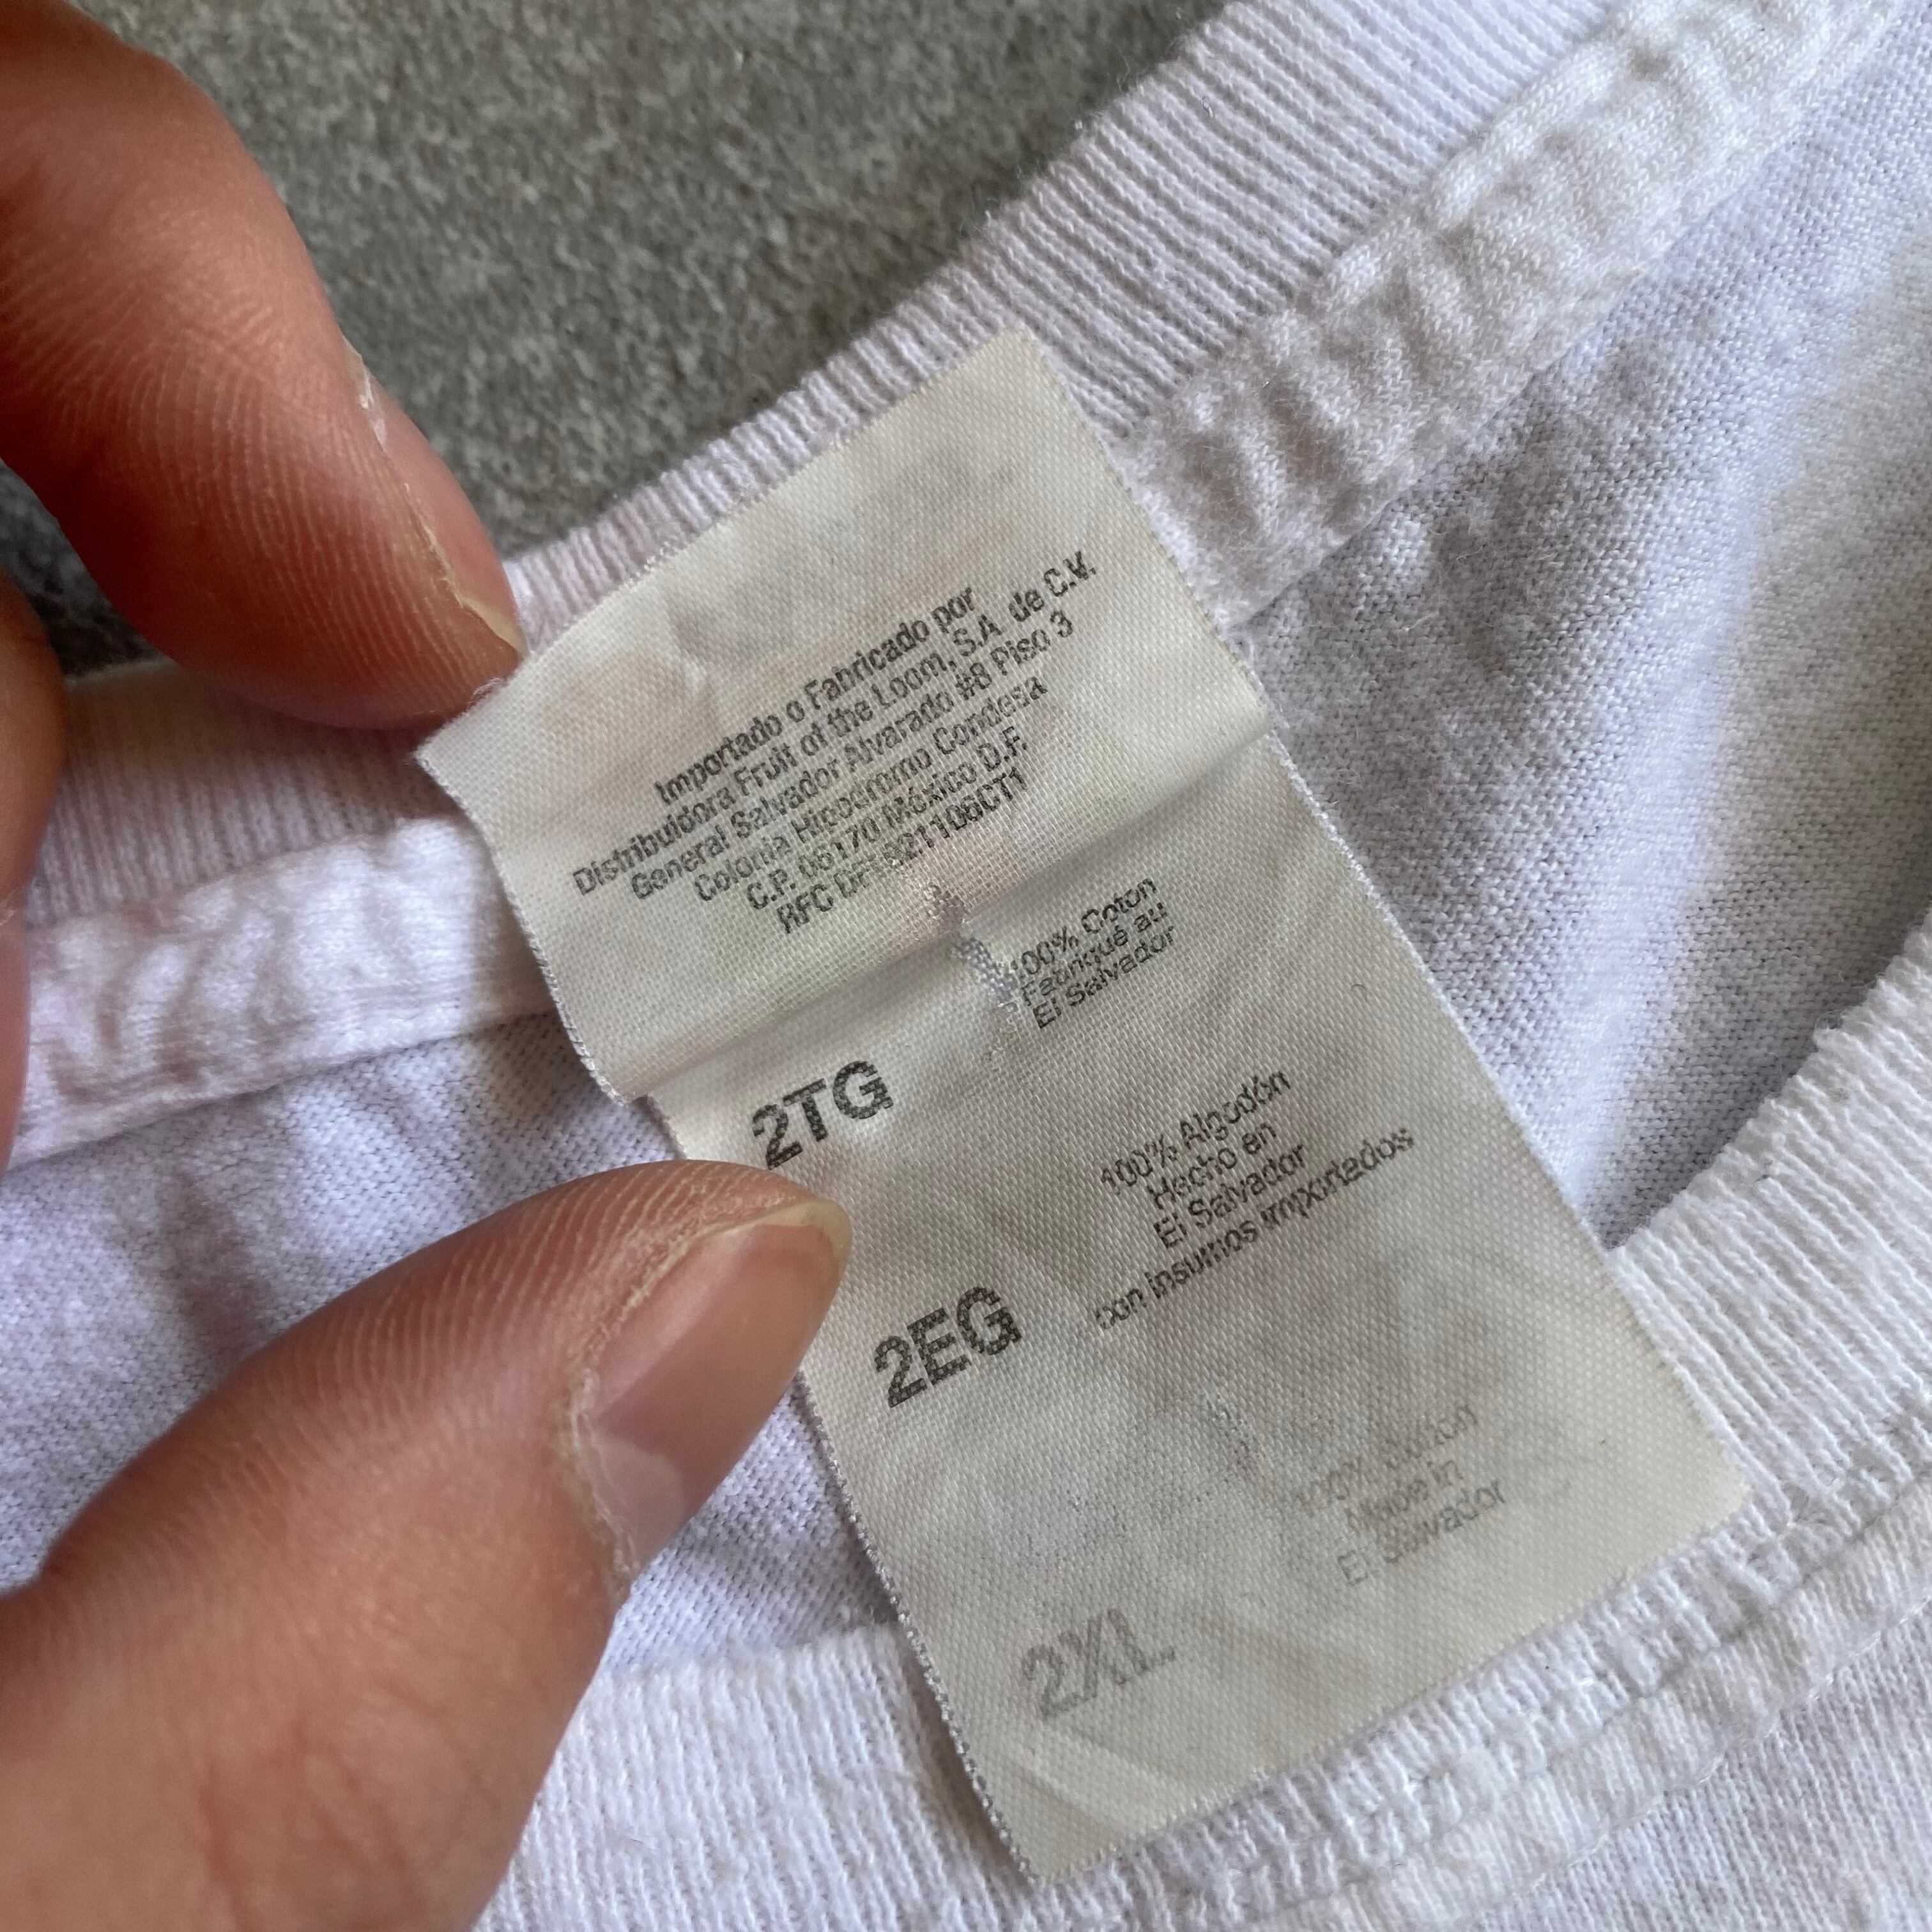 Importado o Fabricado por
Distribuidora Fruit of the Loom, S.A. de C.V.
General Salvador Alvarado #8 Piso 3
Colonia Hipodromo Condesa
C.P. 06170 México D.F.
RFC
100% Coton
Fabriqué au
El Salvador
2TG
100% Algodón
Hecho en
El Salvador
con insumos importados
2EG
100% Cotton
Made in
El Salvador
2XL